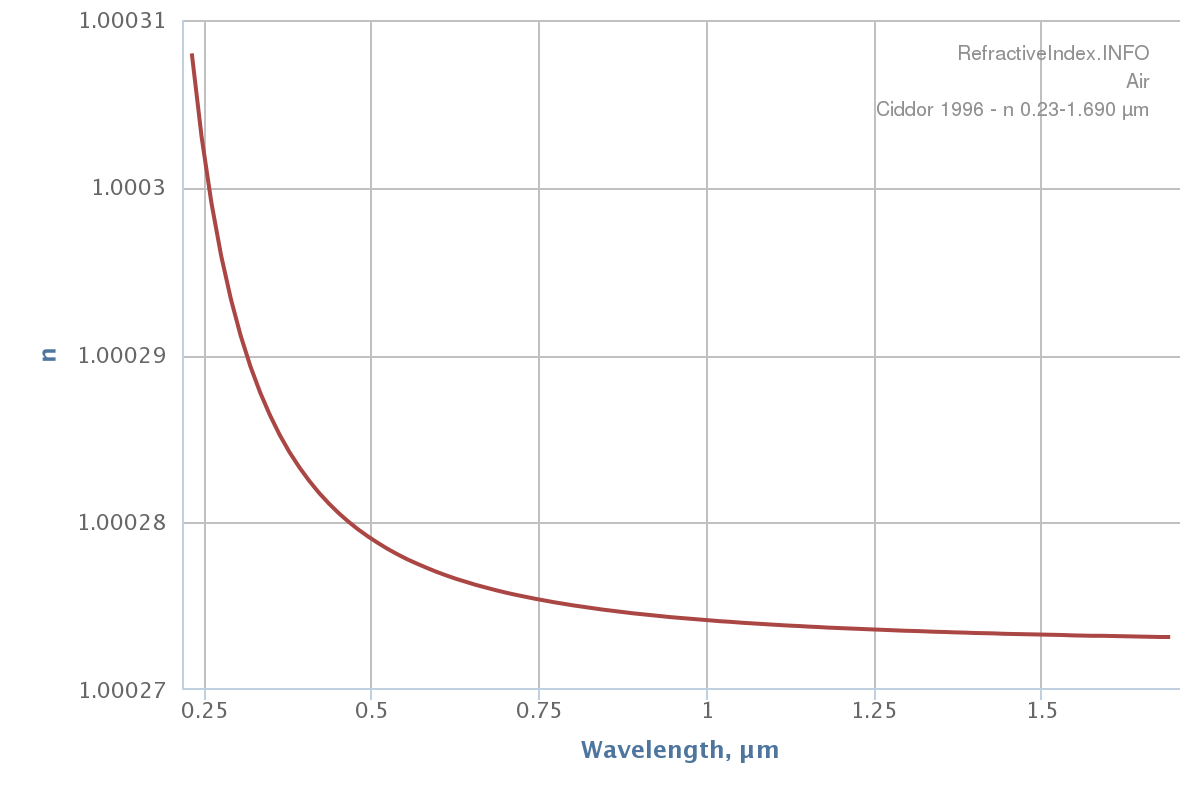 1.00031
1.0003
1.00029
1.00028
1.00027
n
RefractiveIndex.INFO
Air
Ciddor 1996 - n 0.23-1.690 µm
0.25 0.5 0.75 1 1.25 1.5
Wavelength, µm